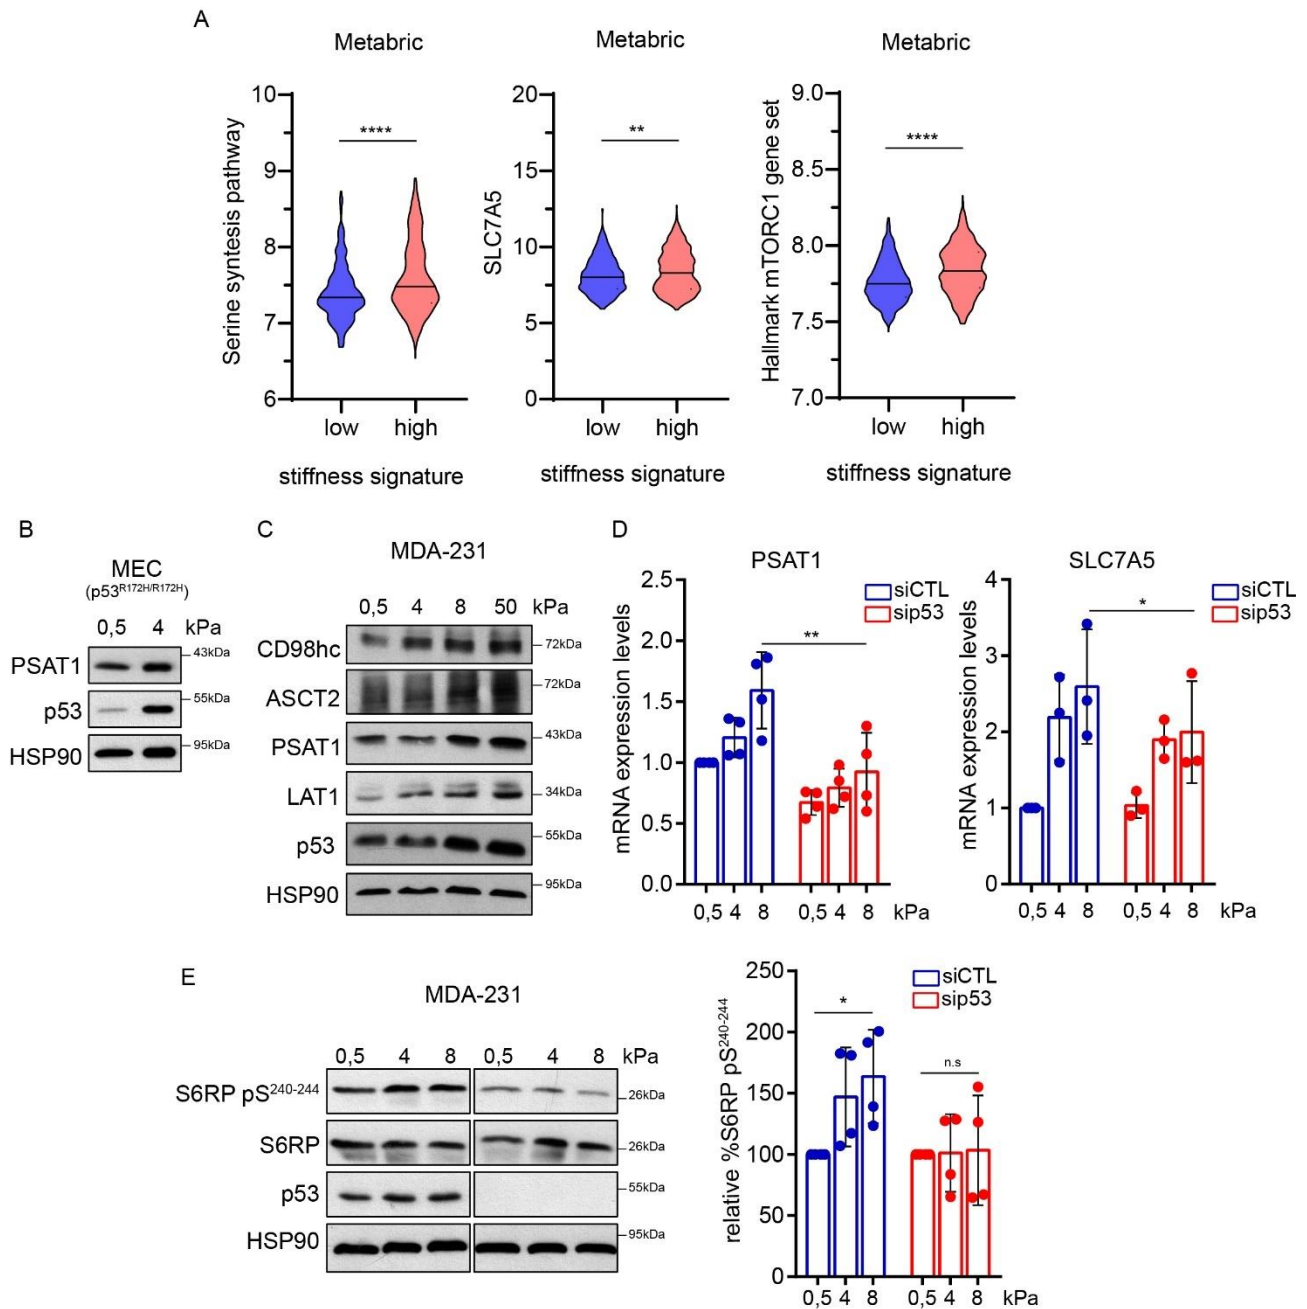 A
Metabric
Metabric
Metabric
Serine syntesis pathway
10
9
8
7
6
****
low high
stiffness signature
SLC7A5
20
15
10
5
0
**
low high
stiffness signature
Hallmark mTORC1 gene set
9.0
8.5
8.0
7.5
7.0
****
low high
stiffness signature
B
MEC
(p53R172H/R172H)
0,5 4 kPa
PSAT1 43kDa
p53 55kDa
HSP90 95kDa
C
MDA-231
0,5 4 8 50 kPa
CD98hc 72kDa
ASCT2 72kDa
PSAT1 43kDa
LAT1 34kDa
p53 55kDa
HSP90 95kDa
D
PSAT1
siCTL
sip53
mRNA expression levels
2.5
2.0
1.5
1.0
0.5
0.0
**
0,5 4 8 0,5 4 8 kPa
SLC7A5
siCTL
sip53
mRNA expression levels
4
3
2
1
0
*
0,5 4 8 0,5 4 8 kPa
E
MDA-231
0,5 4 8 0,5 4 8 kPa
S6RP pS240-244 26kDa
S6RP 26kDa
p53 55kDa
HSP90 95kDa
siCTL
sip53
relative %S6RP pS240-244
250
200
150
100
50
0
*
n.s
0,5 4 8 0,5 4 8 kPa